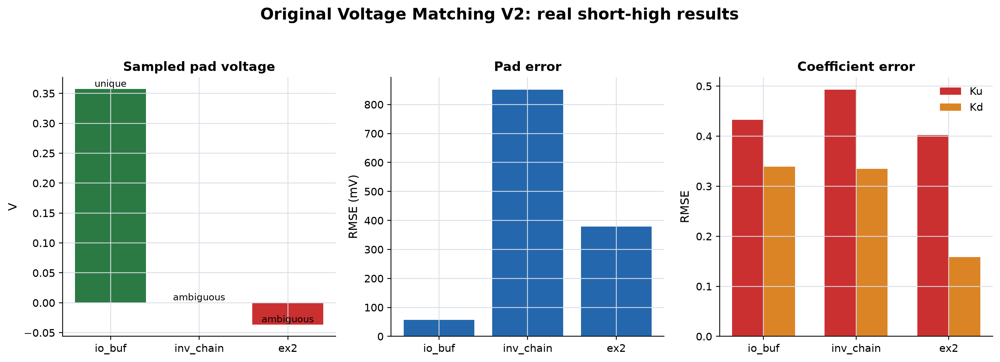 Original Voltage Matching V2: real short-high results
Sampled pad voltage
V
0.35
0.30
0.25
0.20
0.15
0.10
0.05
0.00
−0.05
unique
ambiguous
ambiguous
io_buf inv_chain ex2
Pad error
RMSE (mV)
800
700
600
500
400
300
200
100
0
io_buf inv_chain ex2
Coefficient error
RMSE
0.5
0.4
0.3
0.2
0.1
0.0
Ku
Kd
io_buf inv_chain ex2